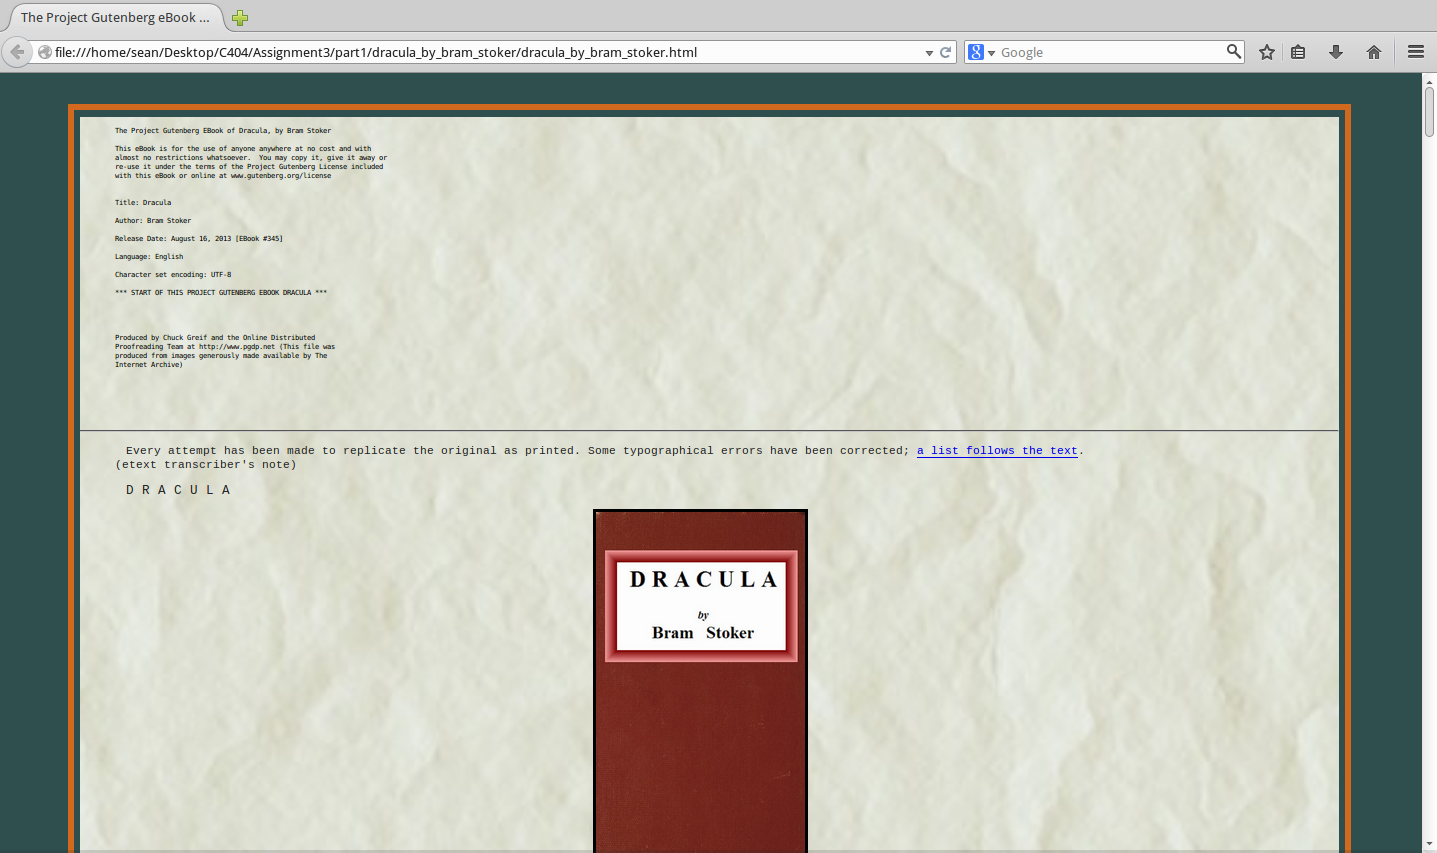 The Project Gutenberg eBook ...
file:///home/sean/Desktop/C404/Assignment3/part1/dracula_by_bram_stoker/dracula_by_bram_stoker.html
8 Google
The Project Gutenberg EBook of Dracula, by Bram Stoker
This eBook is for the use of anyone anywhere at no cost and with
almost no restrictions whatsoever.  You may copy it, give it away or
re-use it under the terms of the Project Gutenberg License included
with this eBook or online at www.gutenberg.org/license
Title: Dracula
Author: Bram Stoker
Release Date: August 16, 2013 [EBook #345]
Language: English
Character set encoding: UTF-8
*** START OF THIS PROJECT GUTENBERG EBOOK DRACULA ***
Produced by Chuck Greif and the Online Distributed
Proofreading Team at http://www.pgdp.net (This file was
produced from images generously made available by The
Internet Archive)
Every attempt has been made to replicate the original as printed. Some typographical errors have been corrected; a list follows the text.
(etext transcriber's note)
D R A C U L A
D R A C U L A
by
Bram Stoker